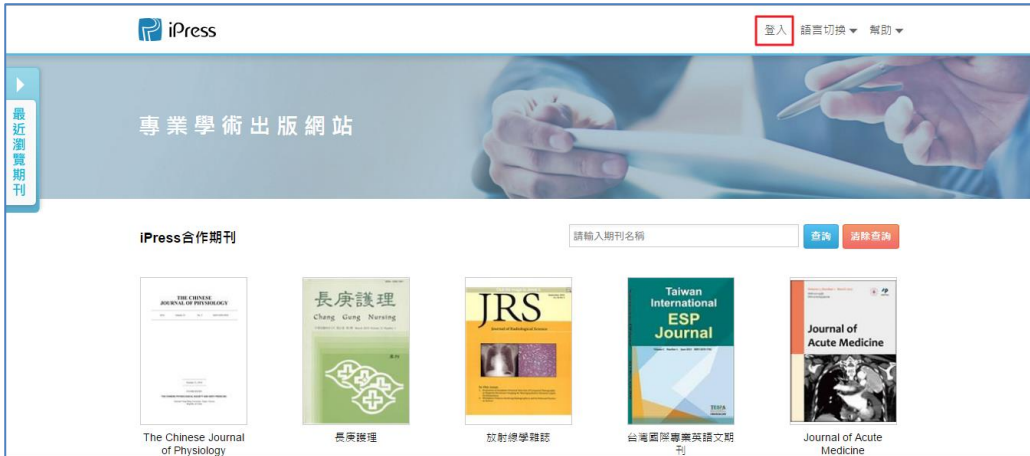 iPress
登入
語言切換
幫助
最近瀏覽期刊
專業學術出版網站
iPress合作期刊
請輸入期刊名稱
查詢
清除查詢
THE CHINESE
JOURNAL OF PHYSIOLOGY
長庚護理
Chang Gung Nursing
JRS
Journal of Radiological Science
Taiwan
International
ESP
Journal
Journal of
Acute Medicine
The Chinese Journal
of Physiology
長庚護理
放射線學雜誌
台灣國際專業英語文期
刊
Journal of Acute
Medicine